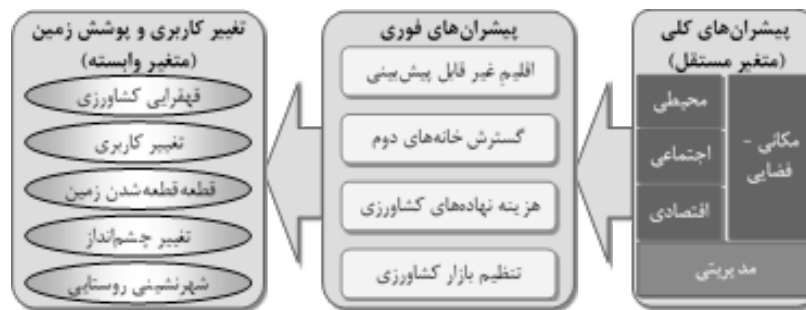 پیشران‌های کلی
(متغیر مستقل)
مکانی -
فضایی
محیطی
اجتماعی
اقتصادی
مدیریتی
پیشران‌های فوری
اقلیمِ غیر قابل پیش‌بینی
گسترش خانه‌های دوم
هزینه نهاده‌های کشاورزی
تنظیم بازار کشاورزی
تغییر کاربری و پوشش زمین
(متغیر وابسته)
قهقرایی کشاورزی
تغییر کاربری
قطعه‌قطعه‌شدن زمین
تغییر چشم‌انداز
شهرنشینی روستایی